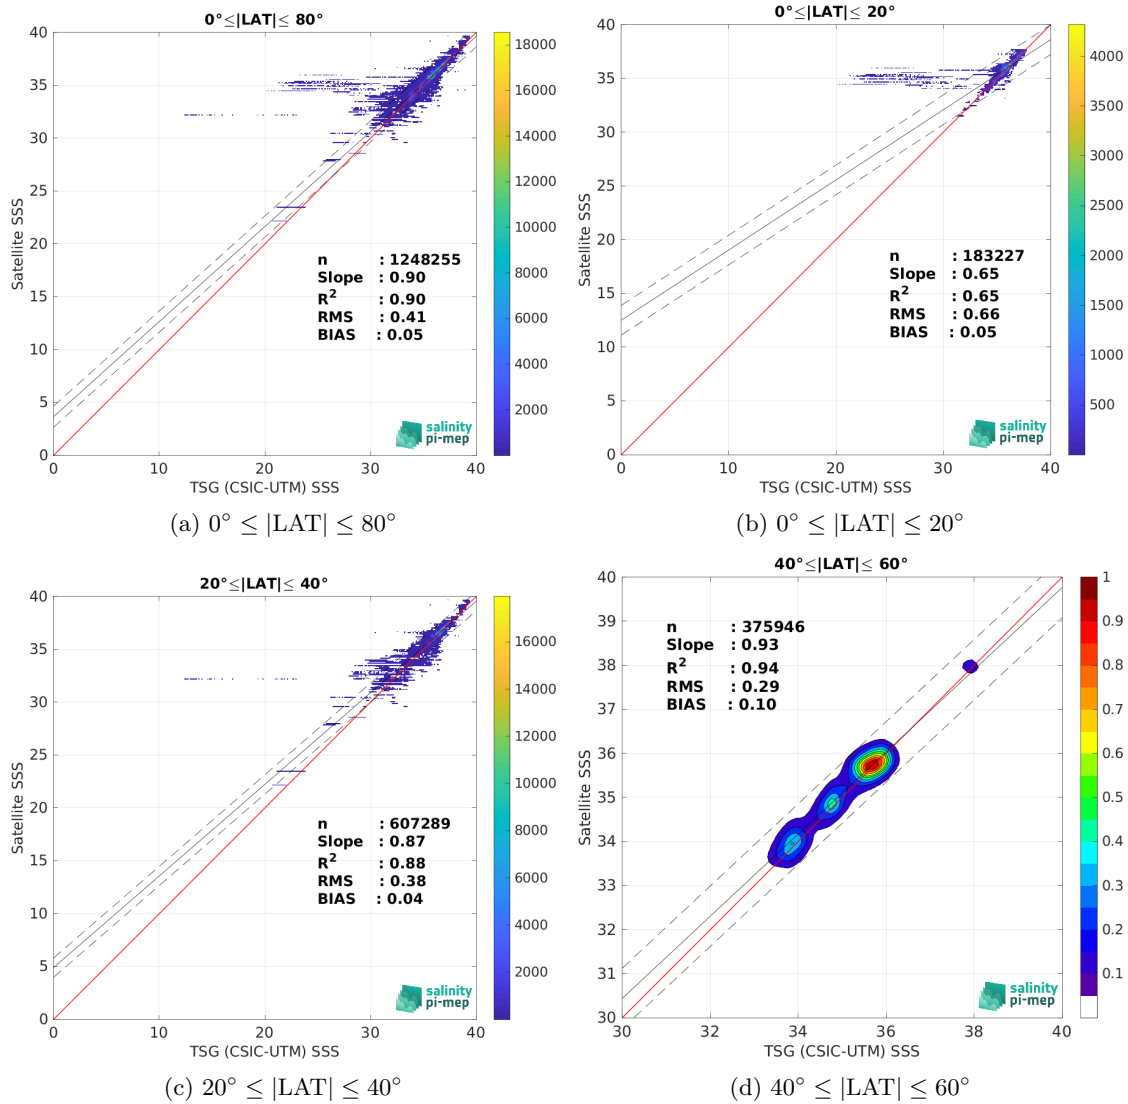 0°≤|LAT|≤ 80°
40
35
30
25
20
15
10
5
0
0
10
20
30
40
Satellite SSS
TSG (CSIC-UTM) SSS
n : 1248255
Slope : 0.90
R² : 0.90
RMS : 0.41
BIAS : 0.05
salinity
pi-mep
18000
16000
14000
12000
10000
8000
6000
4000
2000
(a) 0° ≤ |LAT| ≤ 80°
0°≤|LAT|≤ 20°
40
35
30
25
20
15
10
5
0
0
10
20
30
40
Satellite SSS
TSG (CSIC-UTM) SSS
n : 183227
Slope : 0.65
R² : 0.65
RMS : 0.66
BIAS : 0.05
salinity
pi-mep
4000
3500
3000
2500
2000
1500
1000
500
(b) 0° ≤ |LAT| ≤ 20°
20°≤|LAT|≤ 40°
40
35
30
25
20
15
10
5
0
0
10
20
30
40
Satellite SSS
TSG (CSIC-UTM) SSS
n : 607289
Slope : 0.87
R² : 0.88
RMS : 0.38
BIAS : 0.04
salinity
pi-mep
16000
14000
12000
10000
8000
6000
4000
2000
(c) 20° ≤ |LAT| ≤ 40°
40°≤|LAT|≤ 60°
40
39
38
37
36
35
34
33
32
31
30
30
32
34
36
38
40
Satellite SSS
TSG (CSIC-UTM) SSS
n : 375946
Slope : 0.93
R² : 0.94
RMS : 0.29
BIAS : 0.10
salinity
pi-mep
1
0.9
0.8
0.7
0.6
0.5
0.4
0.3
0.2
0.1
(d) 40° ≤ |LAT| ≤ 60°